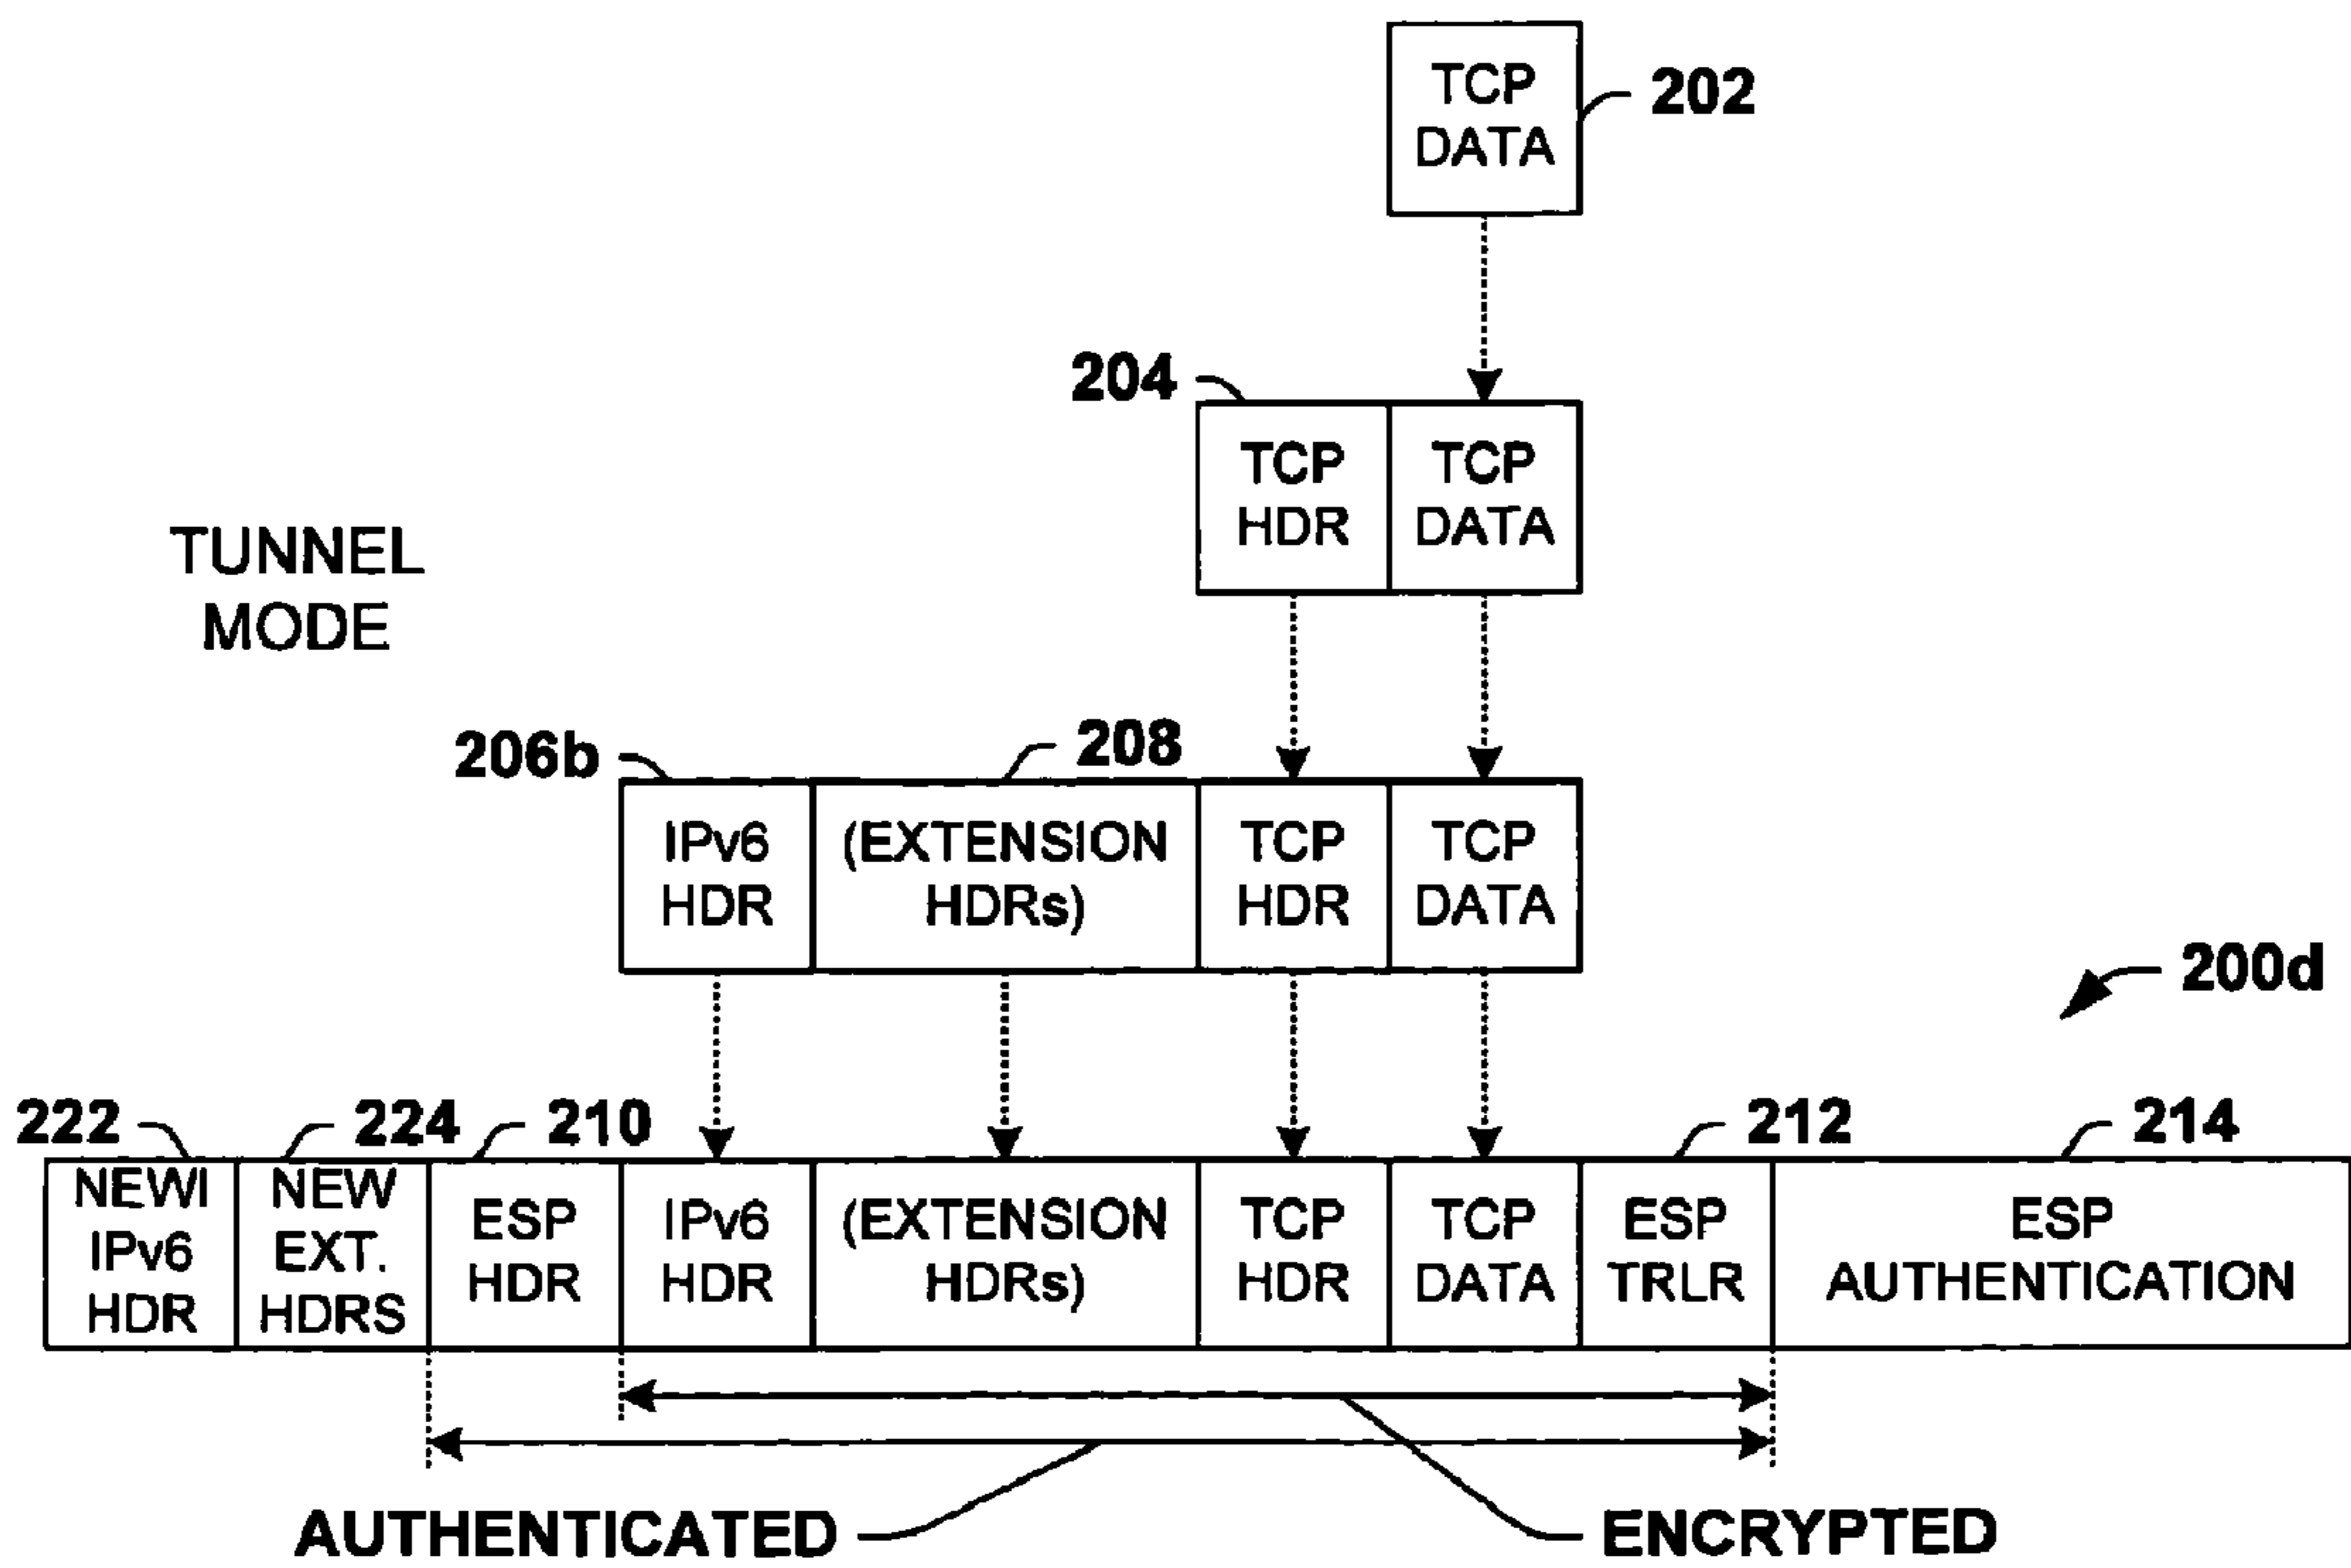 TCP
DATA
202
204
TCP
HDR
TCP
DATA
TUNNEL
MODE
206b
208
IPv6
HDR
(EXTENSION
HDRs)
TCP
HDR
TCP
DATA
200d
222
224
210
212
214
NEWI
IPv6
HDR
NEW
EXT.
HDRS
ESP
HDR
IPv6
HDR
(EXTENSION
HDRs)
TCP
HDR
TCP
DATA
ESP
TRLR
ESP
AUTHENTICATION
AUTHENTICATED
ENCRYPTED